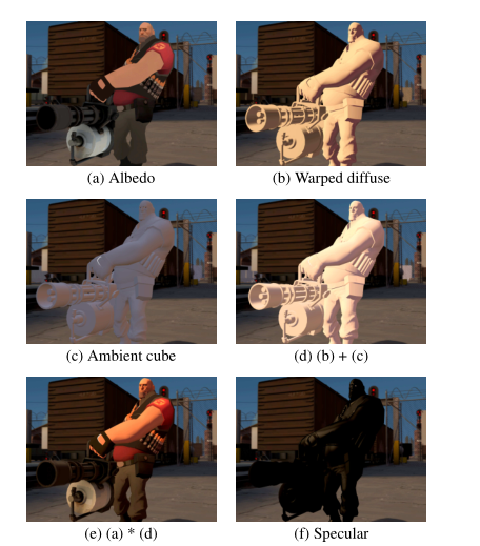 (a) Albedo
(b) Warped diffuse
(c) Ambient cube
(d) (b) + (c)
(e) (a) * (d)
(f) Specular